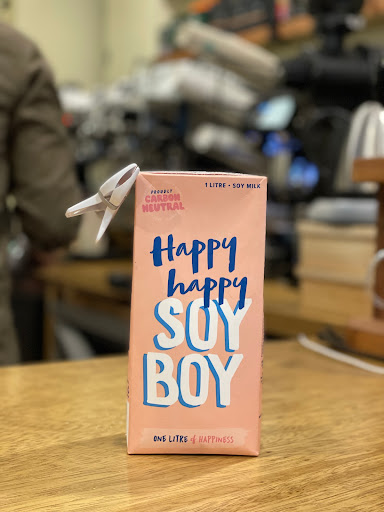 PROUDLY
CARBON
NEUTRAL
1 LITRE • SOY MILK
Happy
happy
SOY
BOY
ONE LITRE of HAPPINESS